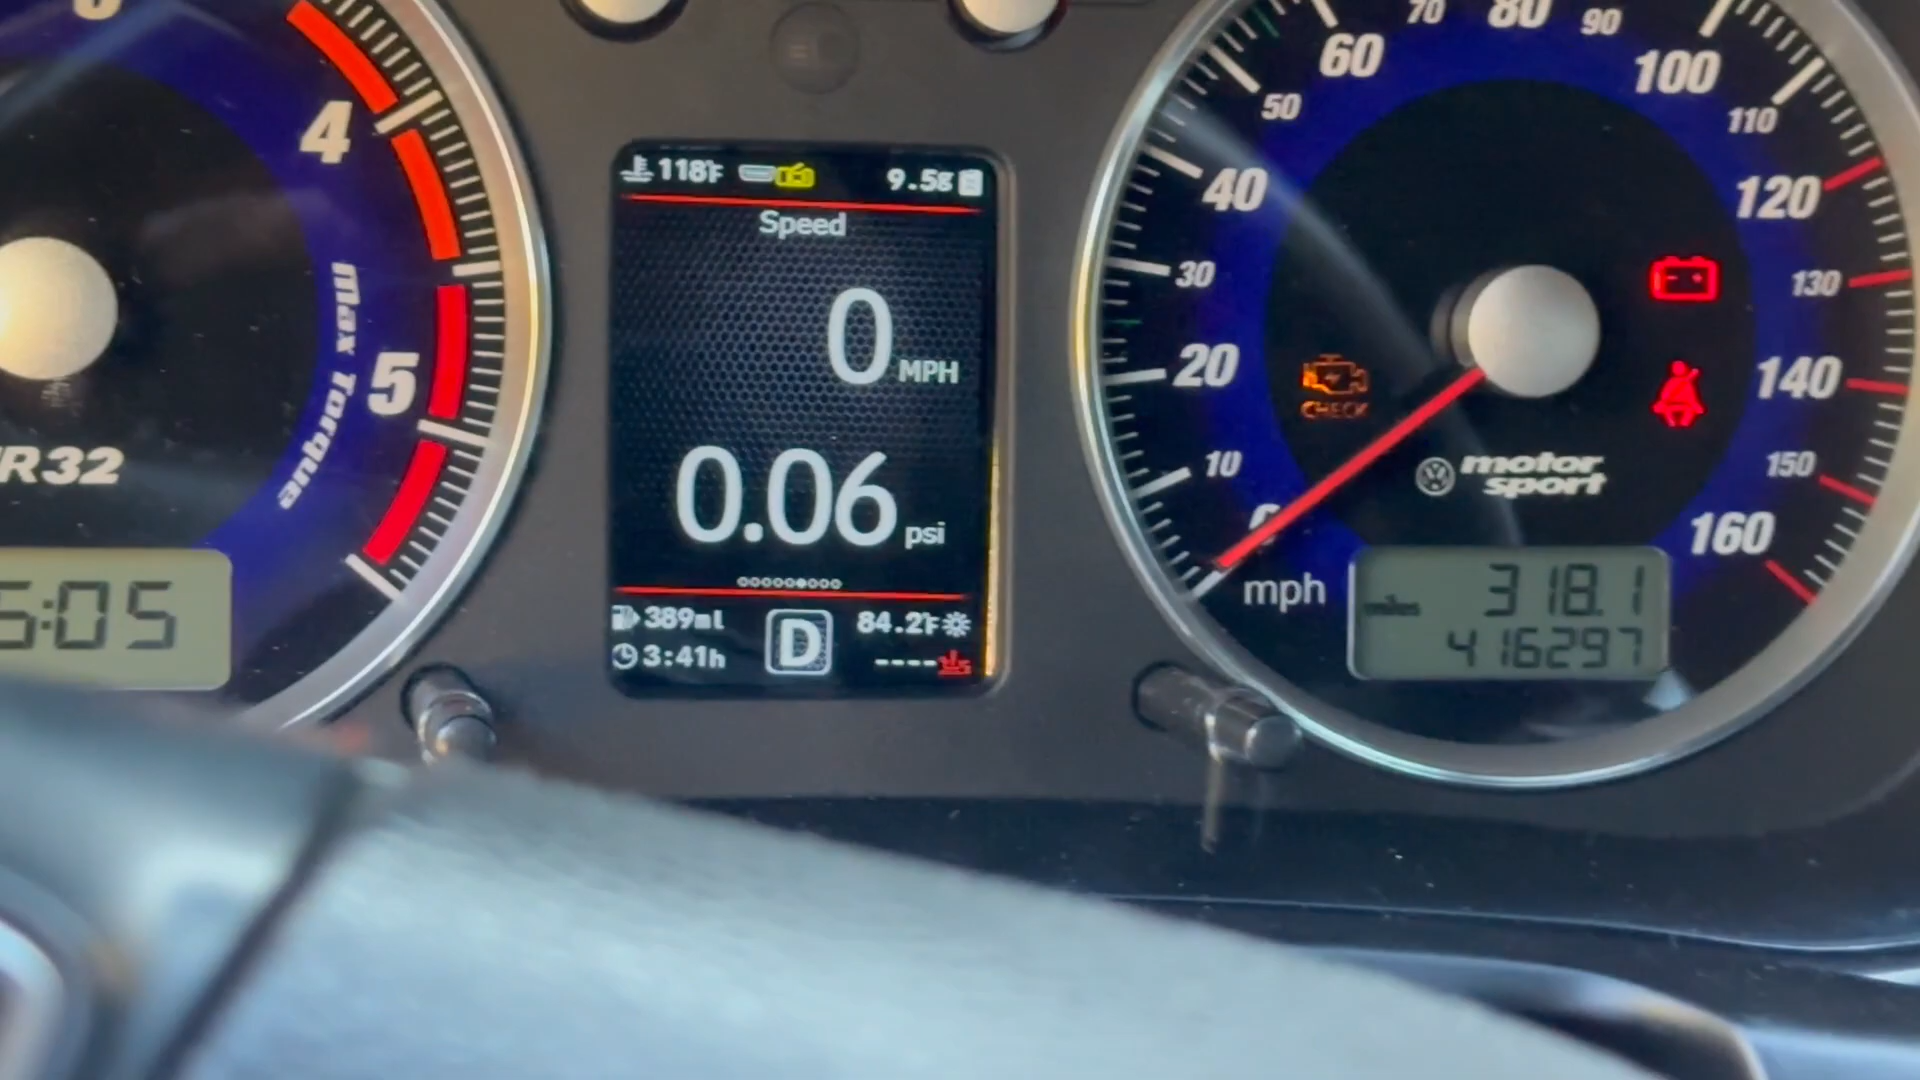 4
5
Max Torque
R32
5:05
118°F
9.5g
Speed
0 MPH
0.06 psi
389ml
3:41h
D
84.2°F
----
0
10
20
30
40
50
60
70
80
90
100
110
120
130
140
150
160
CHECK
motor
sport
mph
miles
318.1
416297